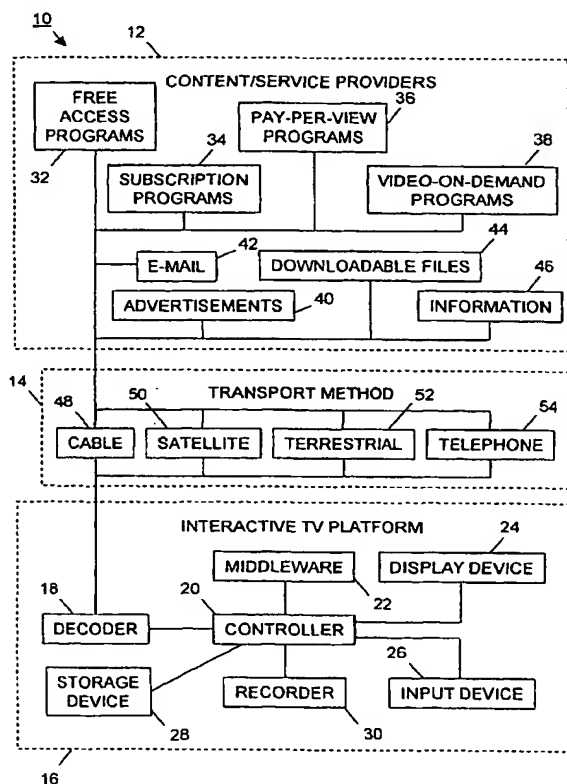 10
12
CONTENT/SERVICE PROVIDERS
FREE
ACCESS
PROGRAMS
32
PAY-PER-VIEW
PROGRAMS
36
34
SUBSCRIPTION
PROGRAMS
38
VIDEO-ON-DEMAND
PROGRAMS
E-MAIL
42
44
DOWNLOADABLE FILES
ADVERTISEMENTS
40
46
INFORMATION
14
TRANSPORT METHOD
48
CABLE
50
SATELLITE
52
TERRESTRIAL
54
TELEPHONE
INTERACTIVE TV PLATFORM
24
MIDDLEWARE
22
DISPLAY DEVICE
18
DECODER
20
CONTROLLER
26
INPUT DEVICE
STORAGE
DEVICE
28
RECORDER
30
16